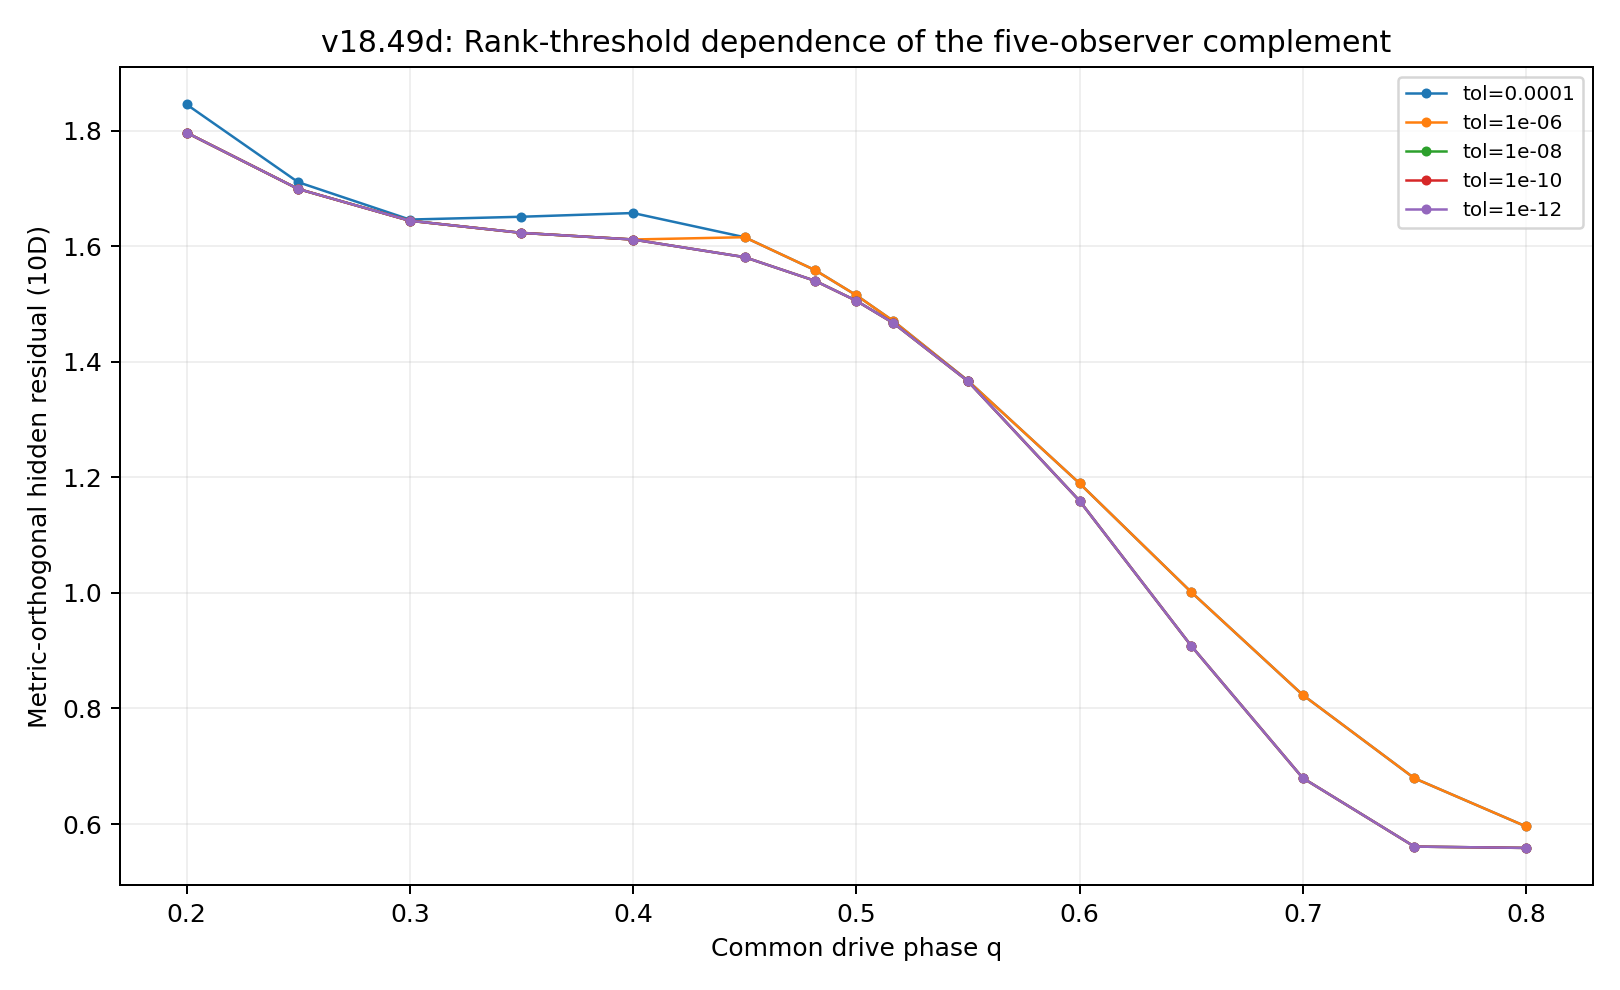 v18.49d: Rank-threshold dependence of the five-observer complement
tol=0.0001
tol=1e-06
tol=1e-08
tol=1e-10
tol=1e-12
Metric-orthogonal hidden residual (10D)
1.8
1.6
1.4
1.2
1.0
0.8
0.6
0.2
0.3
0.4
0.5
0.6
0.7
0.8
Common drive phase q